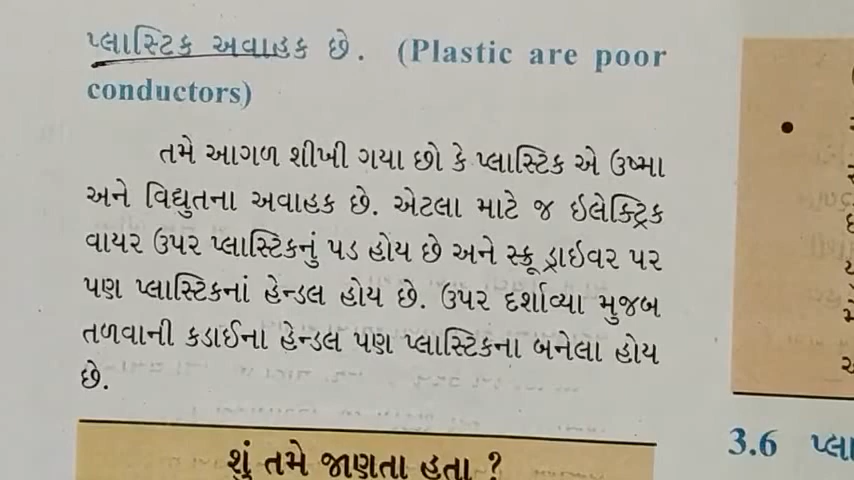 પ્લાસ્ટિક અવાહક છે. (Plastic are poor
conductors)
તમે આગળ શીખી ગયા છો કે પ્લાસ્ટિક એ ઉષ્મા
અને વિદ્યુતના અવાહક છે. એટલા માટે જ ઇલેક્ટ્રિક
વાયર ઉપર પ્લાસ્ટિકનું પડ હોય છે અને સ્ક્રૂ ડ્રાઇવર પર
પણ પ્લાસ્ટિકનાં હેન્ડલ હોય છે. ઉપર દર્શાવ્યા મુજબ
તળવાની કડાઈના હેન્ડલ પણ પ્લાસ્ટિકના બનેલા હોય
છે.
શું તમે જાણતા હતા ?
3.6